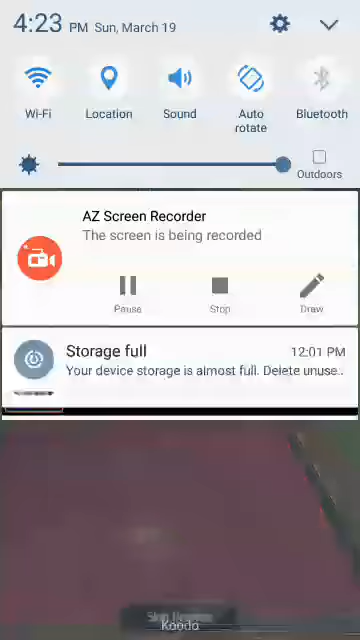 4:23 PM Sun, March 19
Wi-Fi
Location
Sound
Auto rotate
Bluetooth
Outdoors
AZ Screen Recorder
The screen is being recorded
Pause
Stop
Draw
Storage full 12:01 PM
Your device storage is almost full. Delete unuse..
Koodo